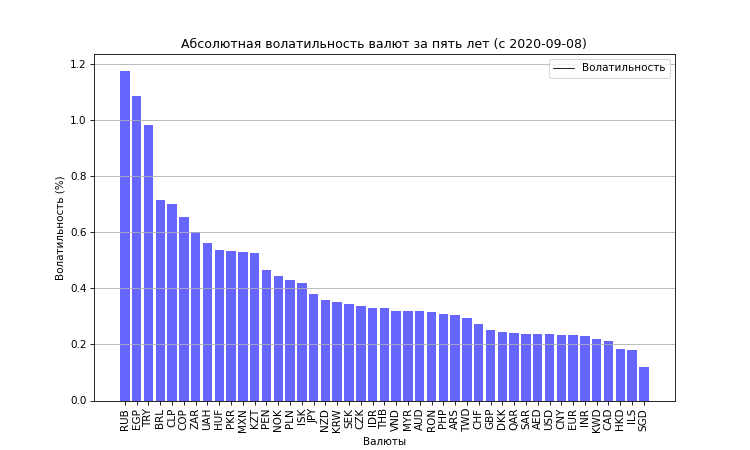 Абсолютная волатильность валют за пять лет (с 2020-09-08)
Волатильность
Волатильность (%)
1.2
1.0
0.8
0.6
0.4
0.2
0.0
RUB EGP TRY BRL CLP COP ZAR UAH HUF PKR MXN KZT PEN NOK PLN ISK JPY NZD KRW SEK CZK IDR THB VND MYR AUD RON PHP ARS TWD CHF GBP DKK QAR SAR AED USD CNY EUR INR KWD CAD HKD ILS SGD
Валюты